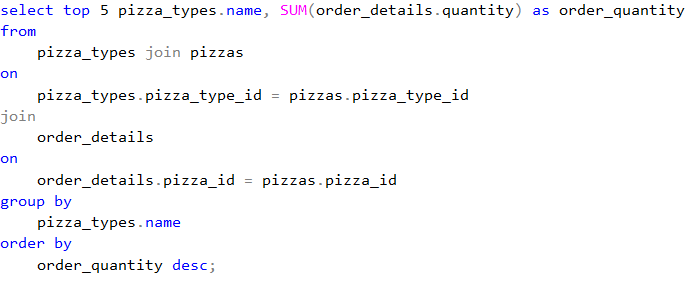 select top 5 pizza_types.name, SUM(order_details.quantity) as order_quantity
from
    pizza_types join pizzas
on
    pizza_types.pizza_type_id = pizzas.pizza_type_id
join
    order_details
on
    order_details.pizza_id = pizzas.pizza_id
group by
    pizza_types.name
order by
    order_quantity desc;